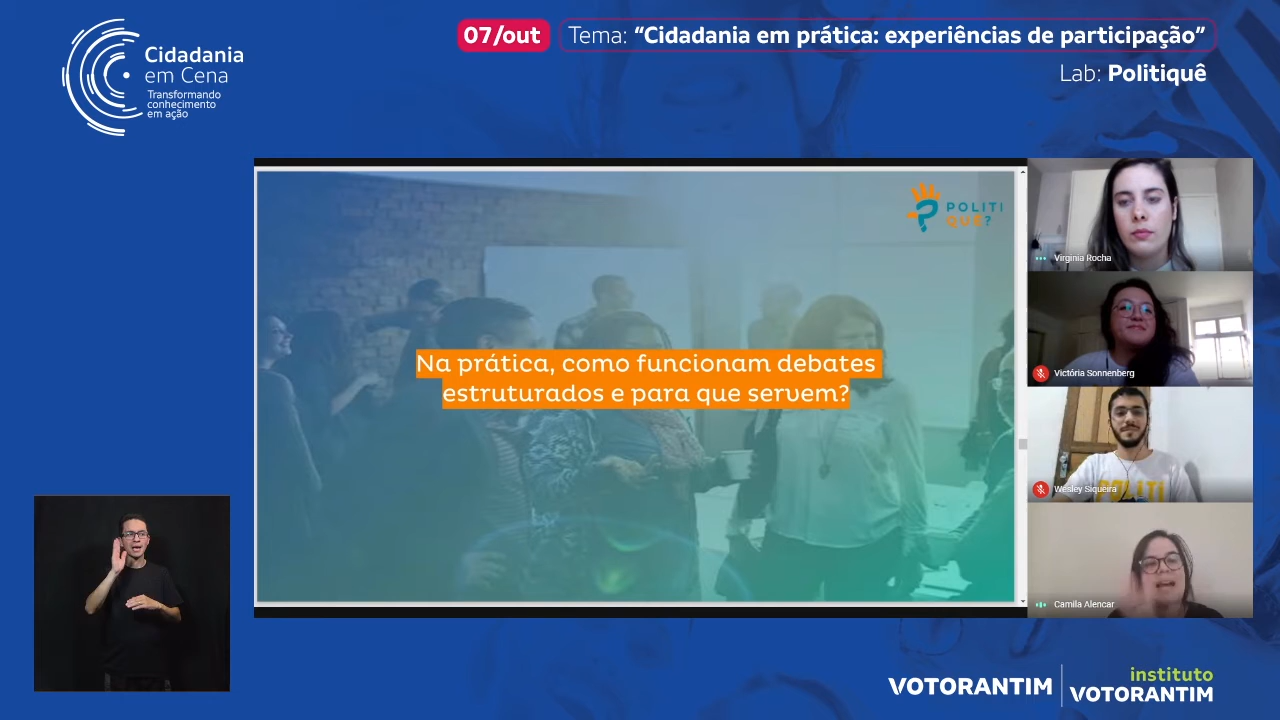 Cidadania
em Cena
Transformando
conhecimento
em ação
07/out
Tema: “Cidadania em prática: experiências de participação”
Lab: Politiquê
POLITI
QUÊ?
Na prática, como funcionam debates
estruturados e para que servem?
Virginia Rocha
Victória Sonnenberg
POLITI
Wesley Siqueira
Camila Alencar
VOTORANTIM
instituto
VOTORANTIM